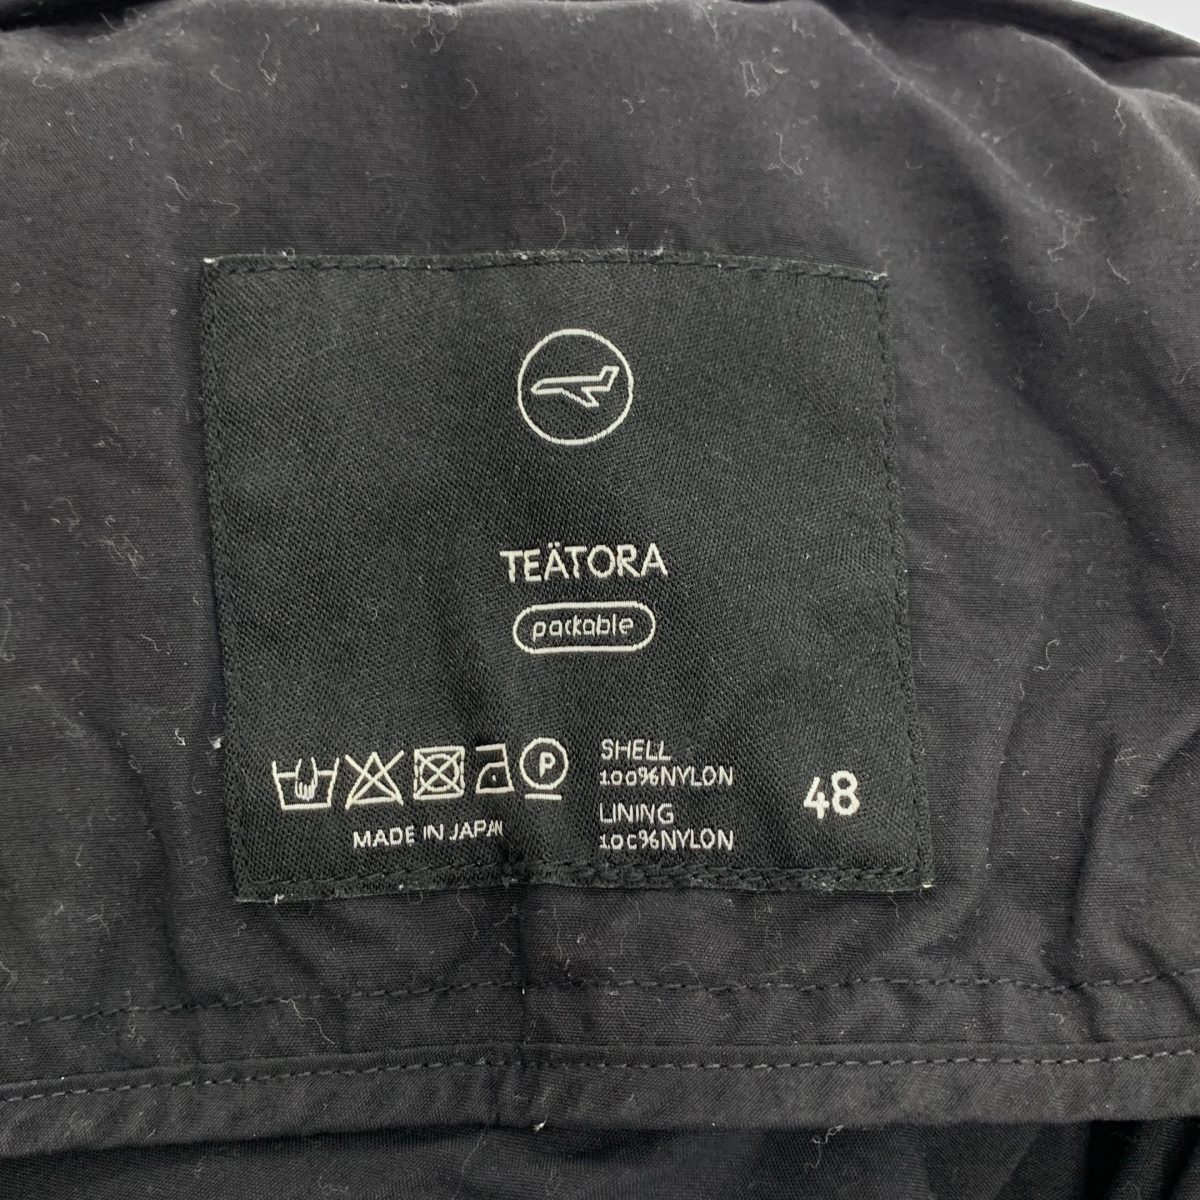 TEÄTORA
packable
P
MADE IN JAPAN
SHELL
100%NYLON
LINING
100%NYLON
48